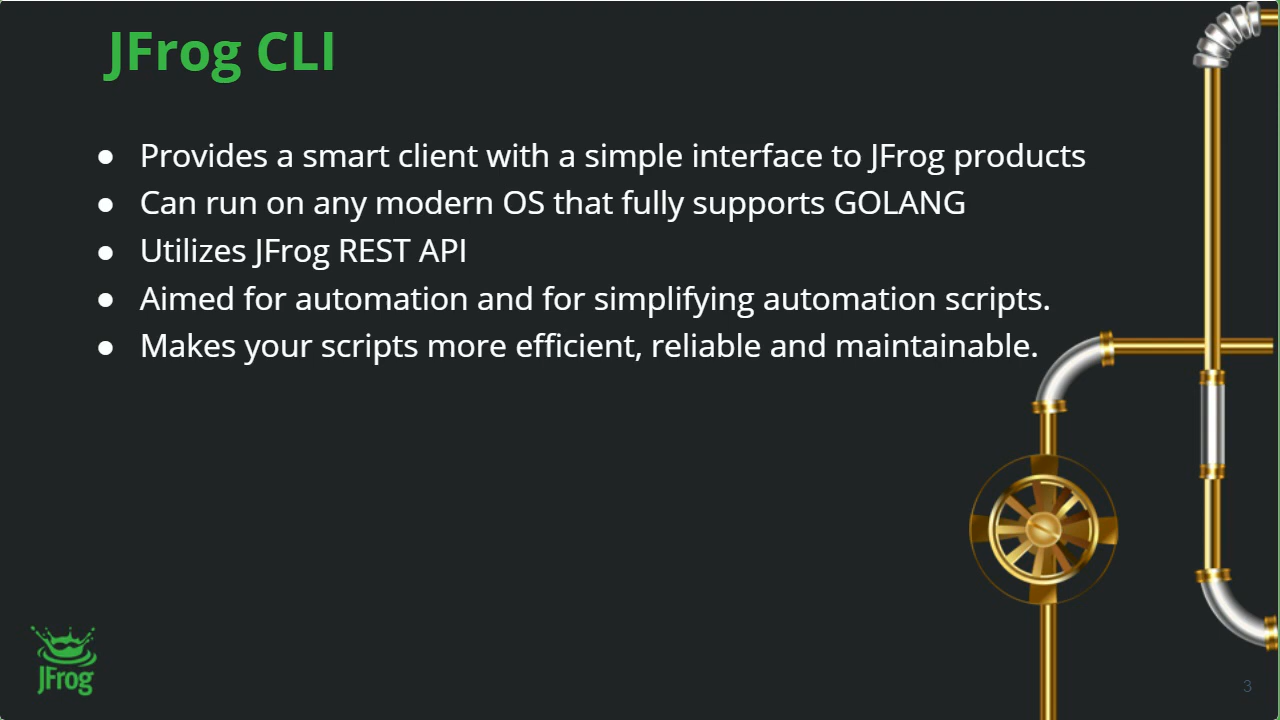 JFrog CLI
● Provides a smart client with a simple interface to JFrog products
● Can run on any modern OS that fully supports GOLANG
● Utilizes JFrog REST API
● Aimed for automation and for simplifying automation scripts.
● Makes your scripts more efficient, reliable and maintainable.
JFrog
3